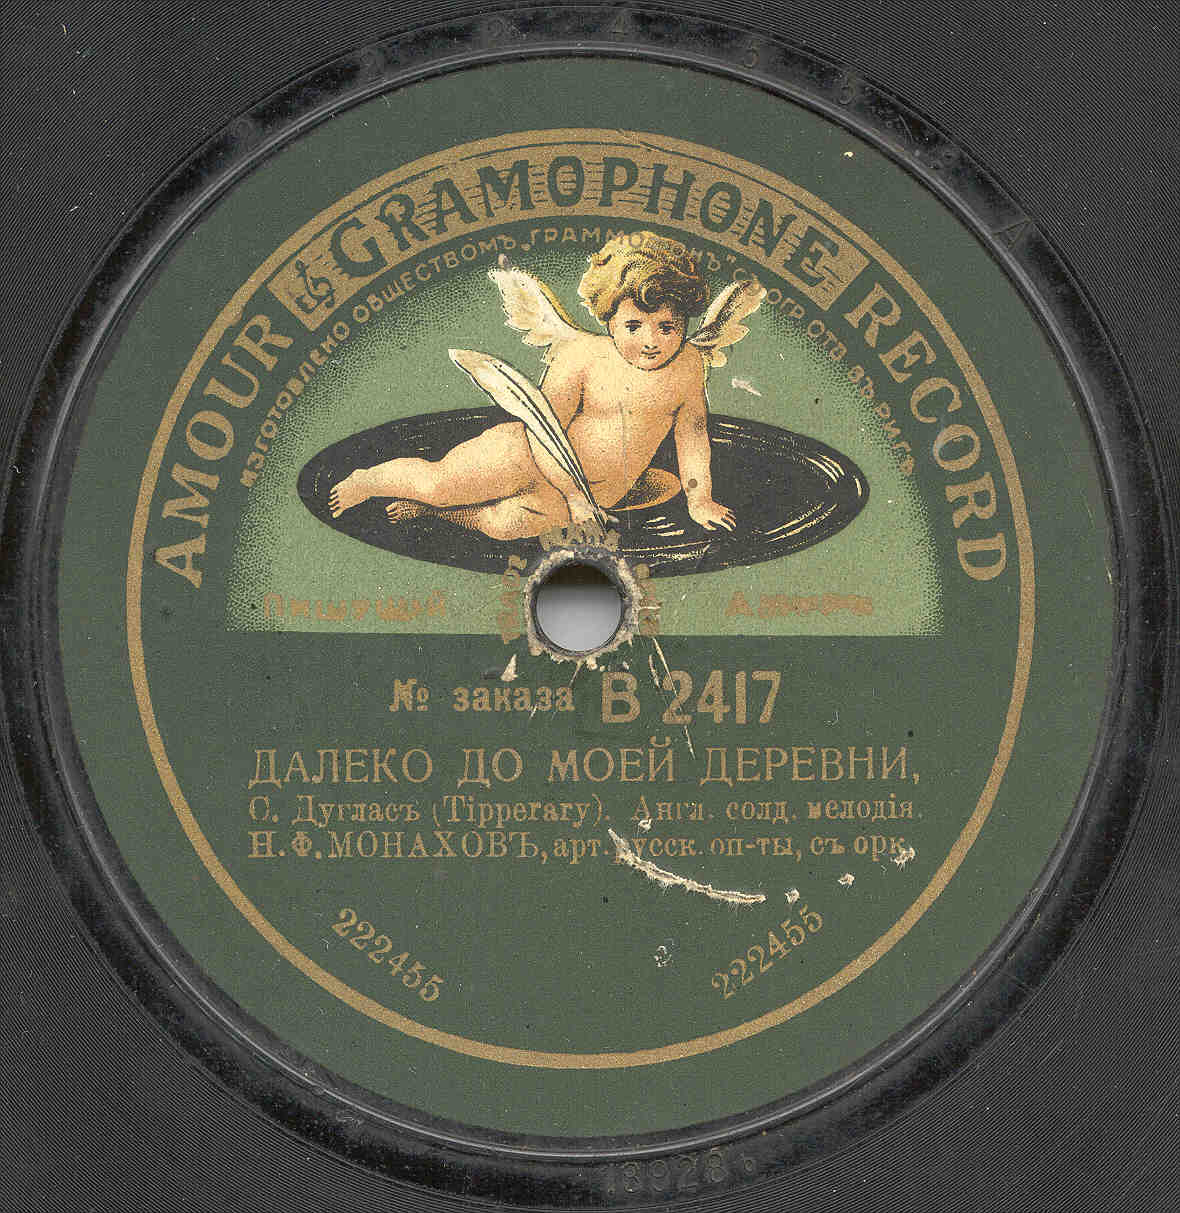 AMOUR GRAMOPHONE RECORD
ИЗГОТОВЛЕНО ОБЩЕСТВОМЪ „ГРАММОФОНЪ" СЪ ОГР. ОТВ. ВЪ РИГѢ
Пишущій Амуръ
№ заказа В 2417
ДАЛЕКО ДО МОЕЙ ДЕРЕВНИ,
С. Дугласъ (Tipperary). Англ. солд. мелодія.
Н. Ф. МОНАХОВЪ, арт. русск. оп-ты, съ орк.
222455 222455